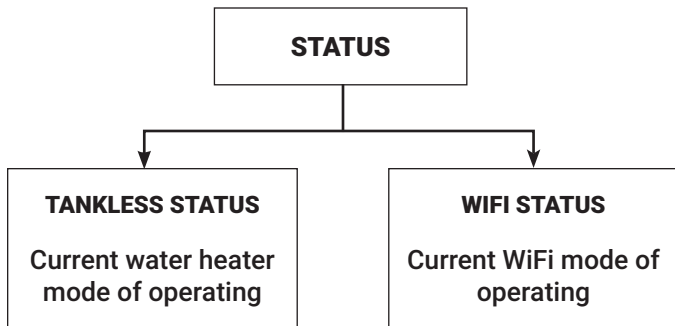 STATUS
TANKLESS STATUS
Current water heater
mode of operating
WIFI STATUS
Current WiFi mode of
operating